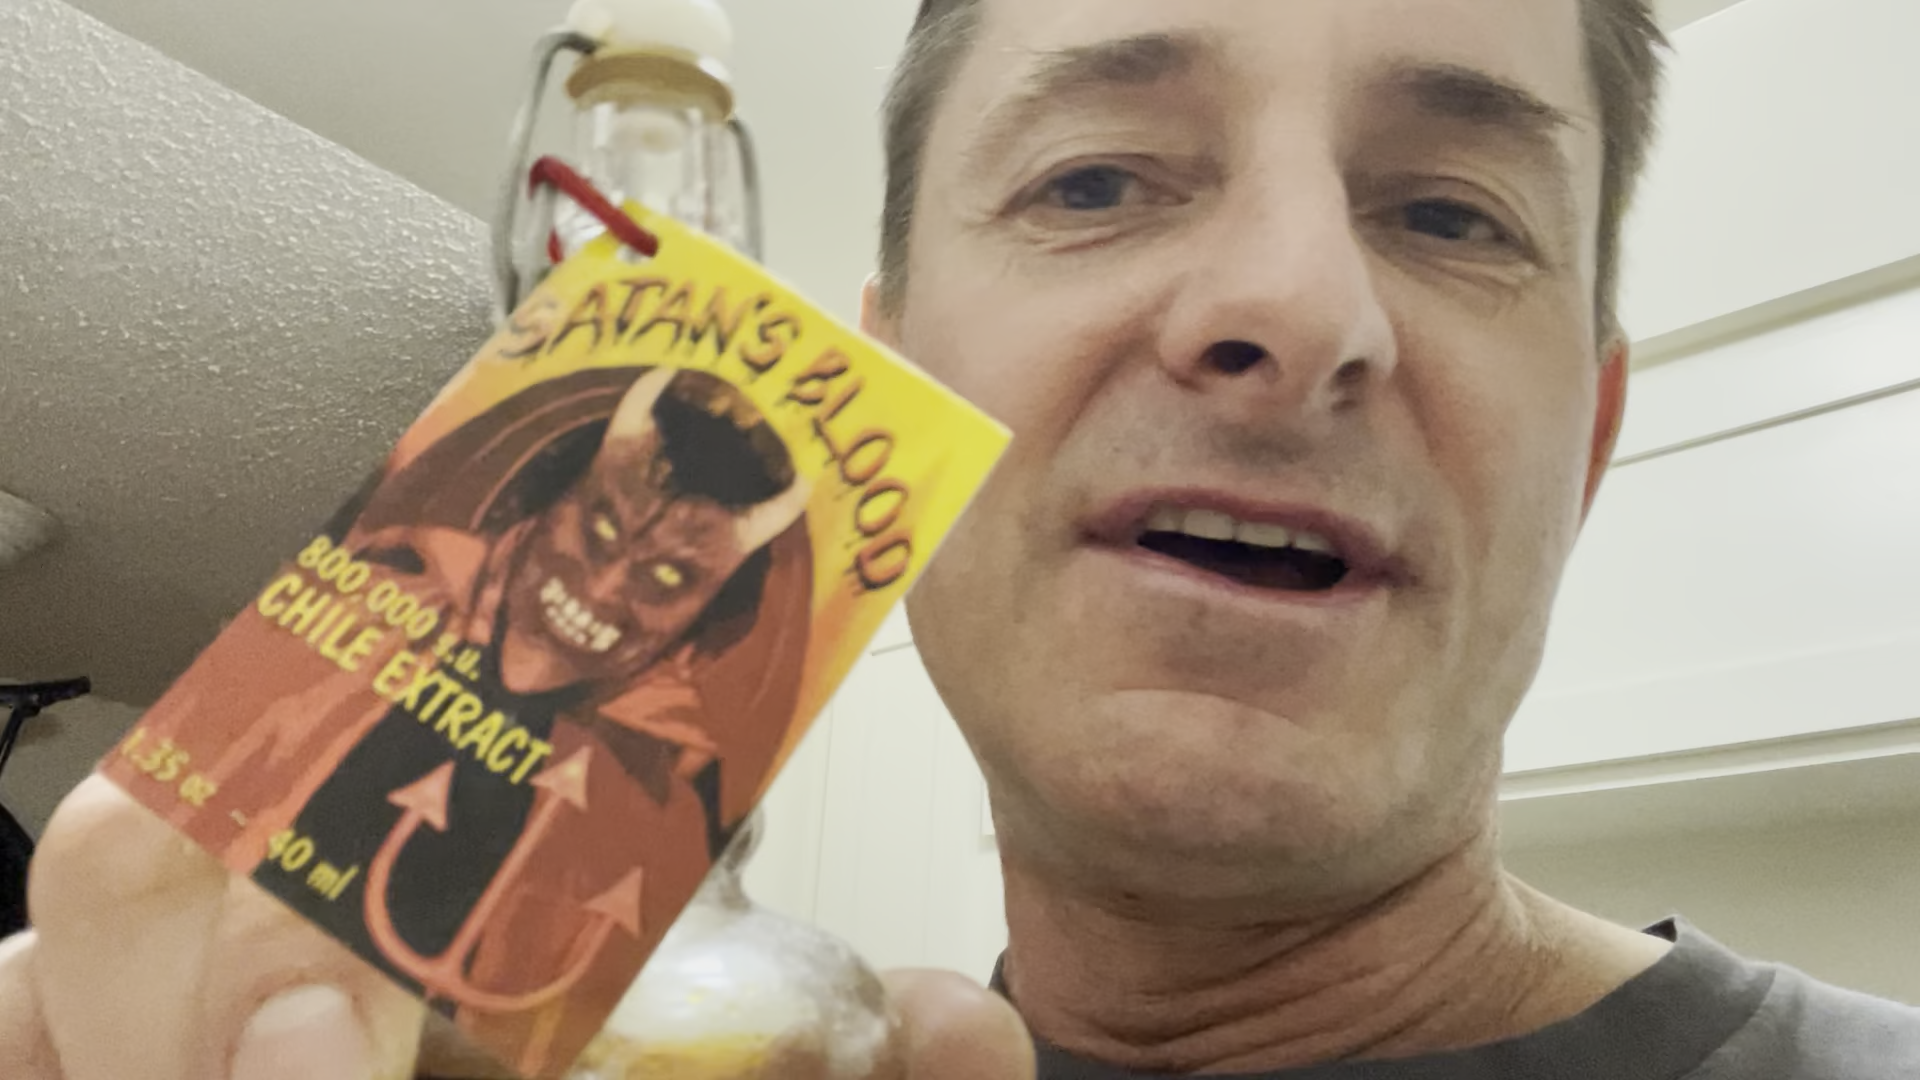 SATAN'S BLOOD
800,000 s.u.
CHILE EXTRACT
1.35 oz ~ 40 ml